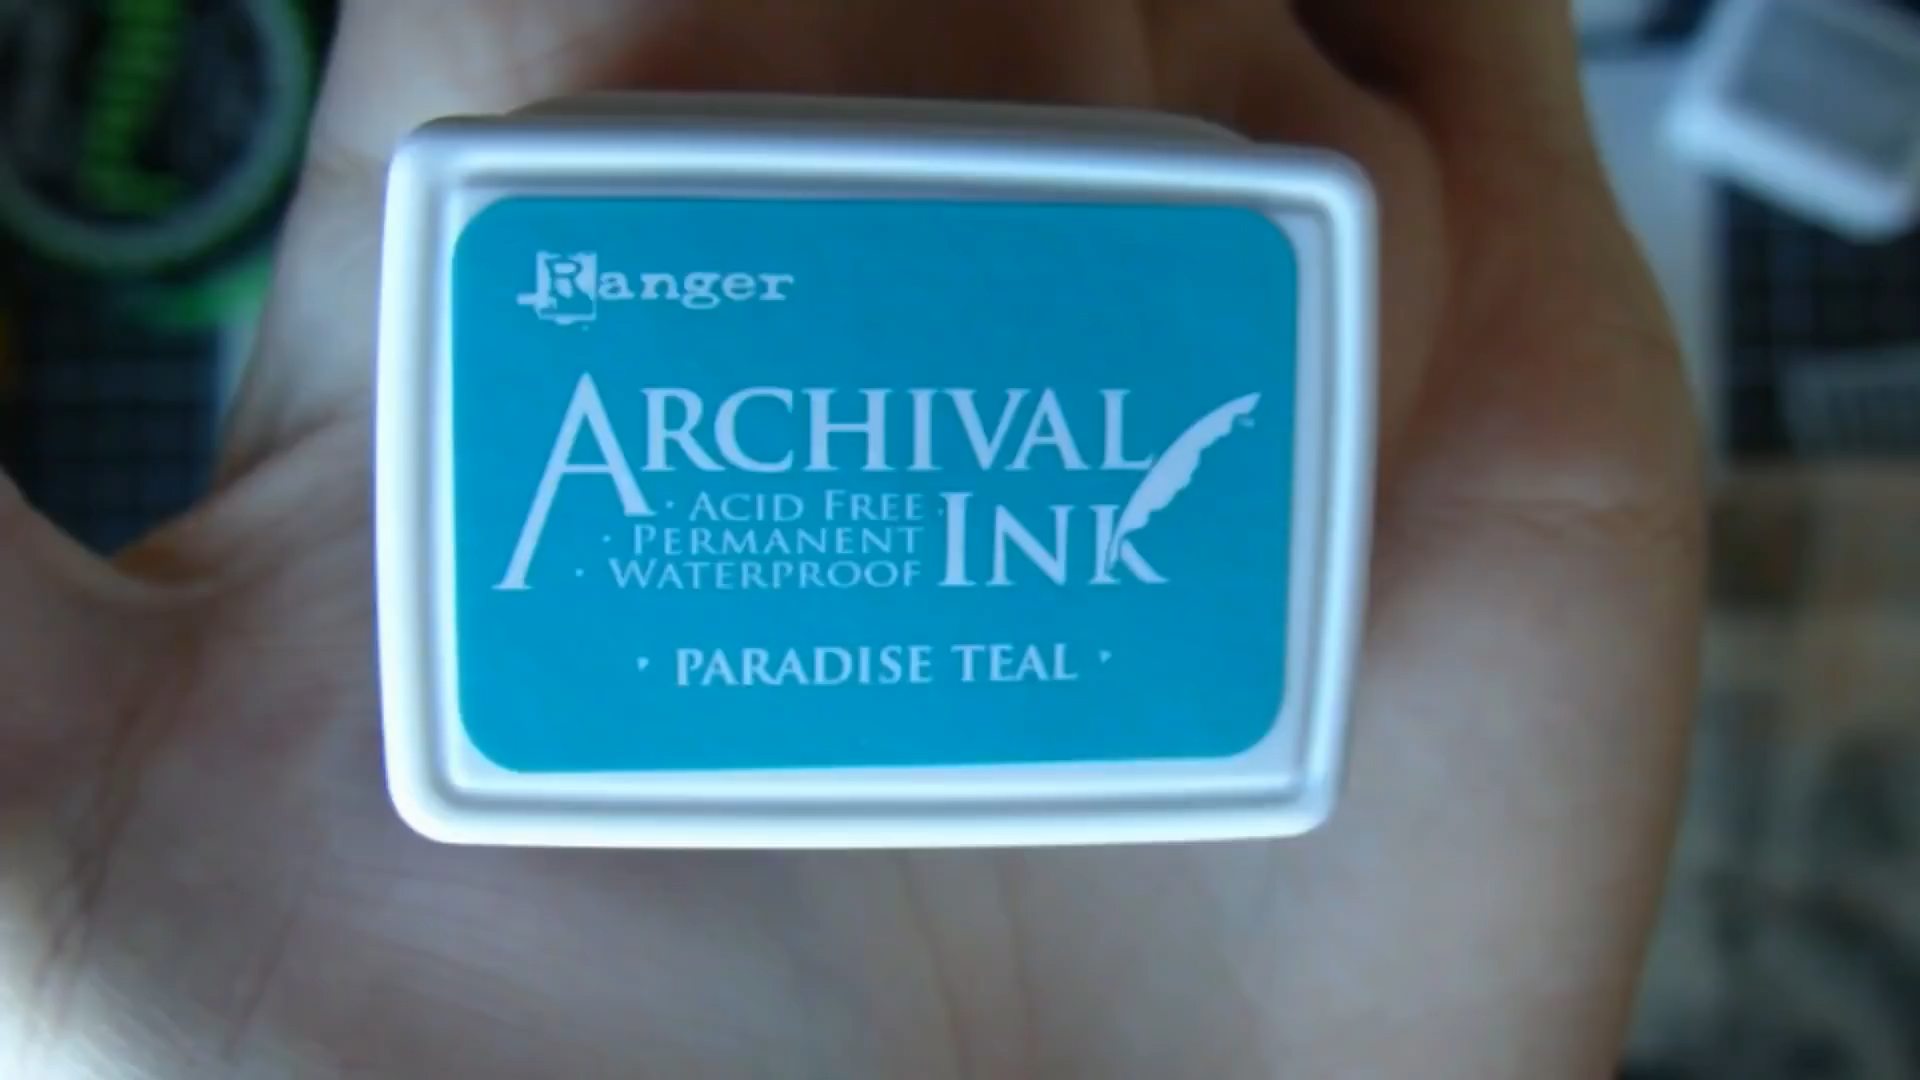 Ranger
ARCHIVAL
· ACID FREE ·
· PERMANENT
· WATERPROOF
INK
· PARADISE TEAL ·